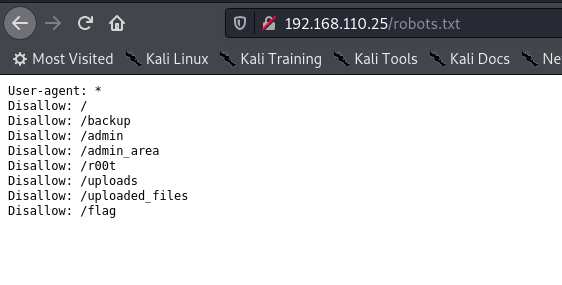 192.168.110.25/robots.txt
Most Visited Kali Linux Kali Training Kali Tools Kali Docs Ne
User-agent: *
Disallow: /
Disallow: /backup
Disallow: /admin
Disallow: /admin_area
Disallow: /r00t
Disallow: /uploads
Disallow: /uploaded_files
Disallow: /flag